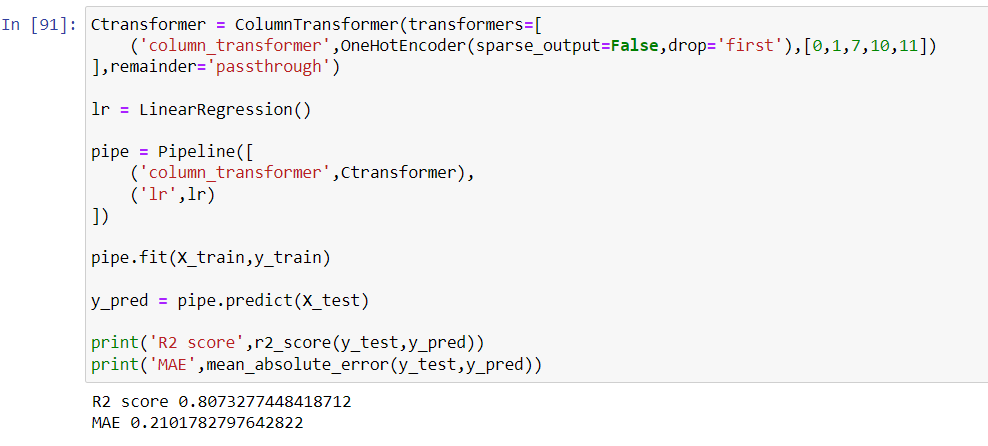 In [91]: Ctransformer = ColumnTransformer(transformers=[
    ('column_transformer',OneHotEncoder(sparse_output=False,drop='first'),[0,1,7,10,11])
],remainder='passthrough')
lr = LinearRegression()
pipe = Pipeline([
    ('column_transformer',Ctransformer),
    ('lr',lr)
])
pipe.fit(X_train,y_train)
y_pred = pipe.predict(X_test)
print('R2 score',r2_score(y_test,y_pred))
print('MAE',mean_absolute_error(y_test,y_pred))
R2 score 0.8073277448418712
MAE 0.2101782797642822